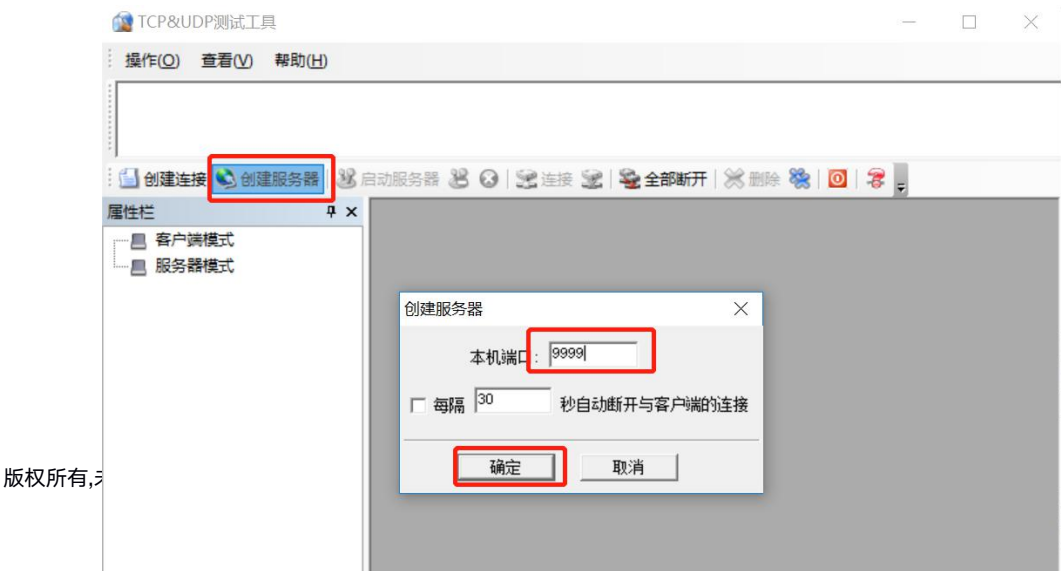 TCP&UDP测试工具
操作(O) 查看(V) 帮助(H)
创建连接 创建服务器 启动服务器 连接 全部断开 删除
属性栏
客户端模式
服务器模式
创建服务器
本机端口: 9999
每隔 30 秒自动断开与客户端的连接
确定 取消
版权所有,